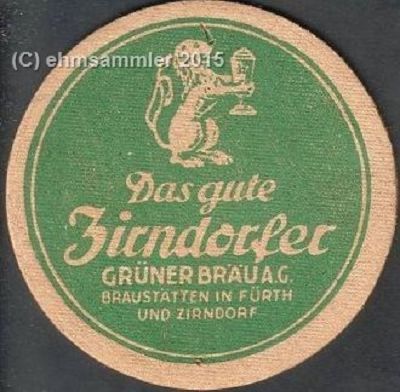 (C) ehmsammler 2015
Das gute
Zirndorfer
GRÜNER BRÄU A.G.
BRAUSTÄTTEN IN FÜRTH
UND ZIRNDORF